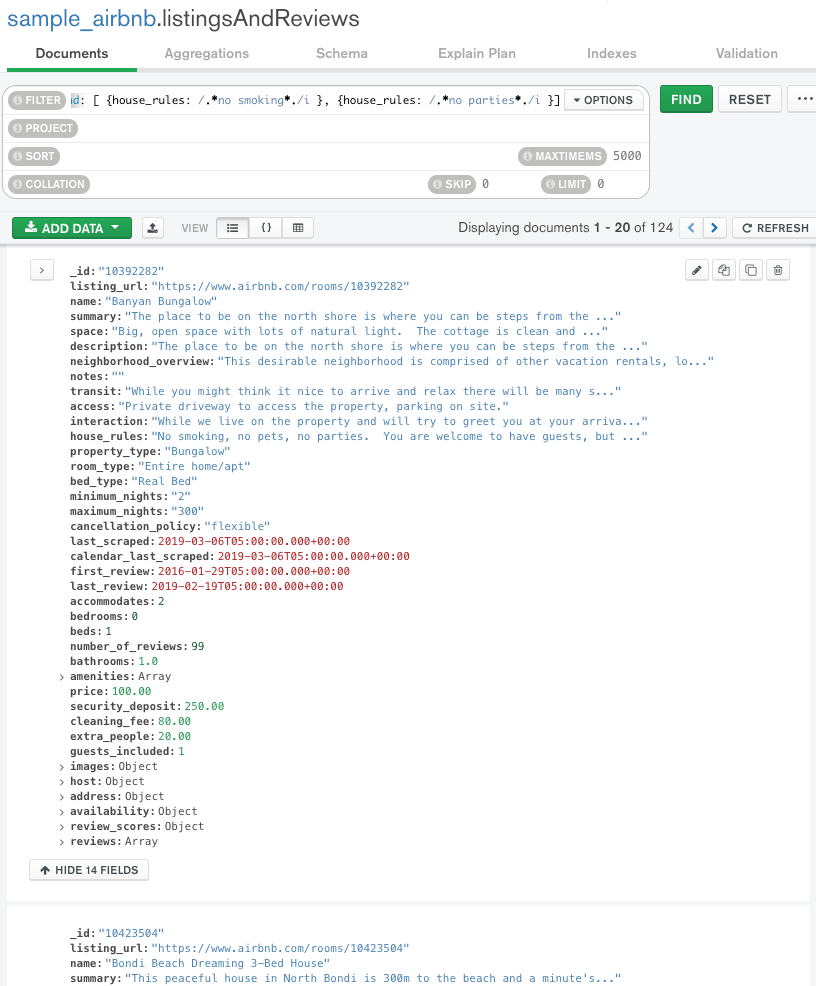 sample_airbnb.listingsAndReviews
Documents Aggregations Schema Explain Plan Indexes Validation
FILTER d: [ {house_rules: /.*no smoking*./i }, {house_rules: /.*no parties*./i }] OPTIONS FIND RESET ...
PROJECT
SORT MAXTIMEMS 5000
COLLATION SKIP 0 LIMIT 0
ADD DATA VIEW {} Displaying documents 1 - 20 of 124 < > REFRESH
_id: "10392282"
listing_url: "https://www.airbnb.com/rooms/10392282"
name: "Banyan Bungalow"
summary: "The place to be on the north shore is where you can be steps from the ..."
space: "Big, open space with lots of natural light.  The cottage is clean and ..."
description: "The place to be on the north shore is where you can be steps from the ..."
neighborhood_overview: "This desirable neighborhood is comprised of other vacation rentals, lo..."
notes: ""
transit: "While you might think it nice to arrive and relax there will be many s..."
access: "Private driveway to access the property, parking on site."
interaction: "While we live on the property and will try to greet you at your arriva..."
house_rules: "No smoking, no pets, no parties.  You are welcome to have guests, but ..."
property_type: "Bungalow"
room_type: "Entire home/apt"
bed_type: "Real Bed"
minimum_nights: "2"
maximum_nights: "300"
cancellation_policy: "flexible"
last_scraped: 2019-03-06T05:00:00.000+00:00
calendar_last_scraped: 2019-03-06T05:00:00.000+00:00
first_review: 2016-01-29T05:00:00.000+00:00
last_review: 2019-02-19T05:00:00.000+00:00
accommodates: 2
bedrooms: 0
beds: 1
number_of_reviews: 99
bathrooms: 1.0
> amenities: Array
price: 100.00
security_deposit: 250.00
cleaning_fee: 80.00
extra_people: 20.00
guests_included: 1
> images: Object
> host: Object
> address: Object
> availability: Object
> review_scores: Object
> reviews: Array
HIDE 14 FIELDS
_id: "10423504"
listing_url: "https://www.airbnb.com/rooms/10423504"
name: "Bondi Beach Dreaming 3-Bed House"
summary: "This peaceful house in North Bondi is 300m to the beach and a minute's..."